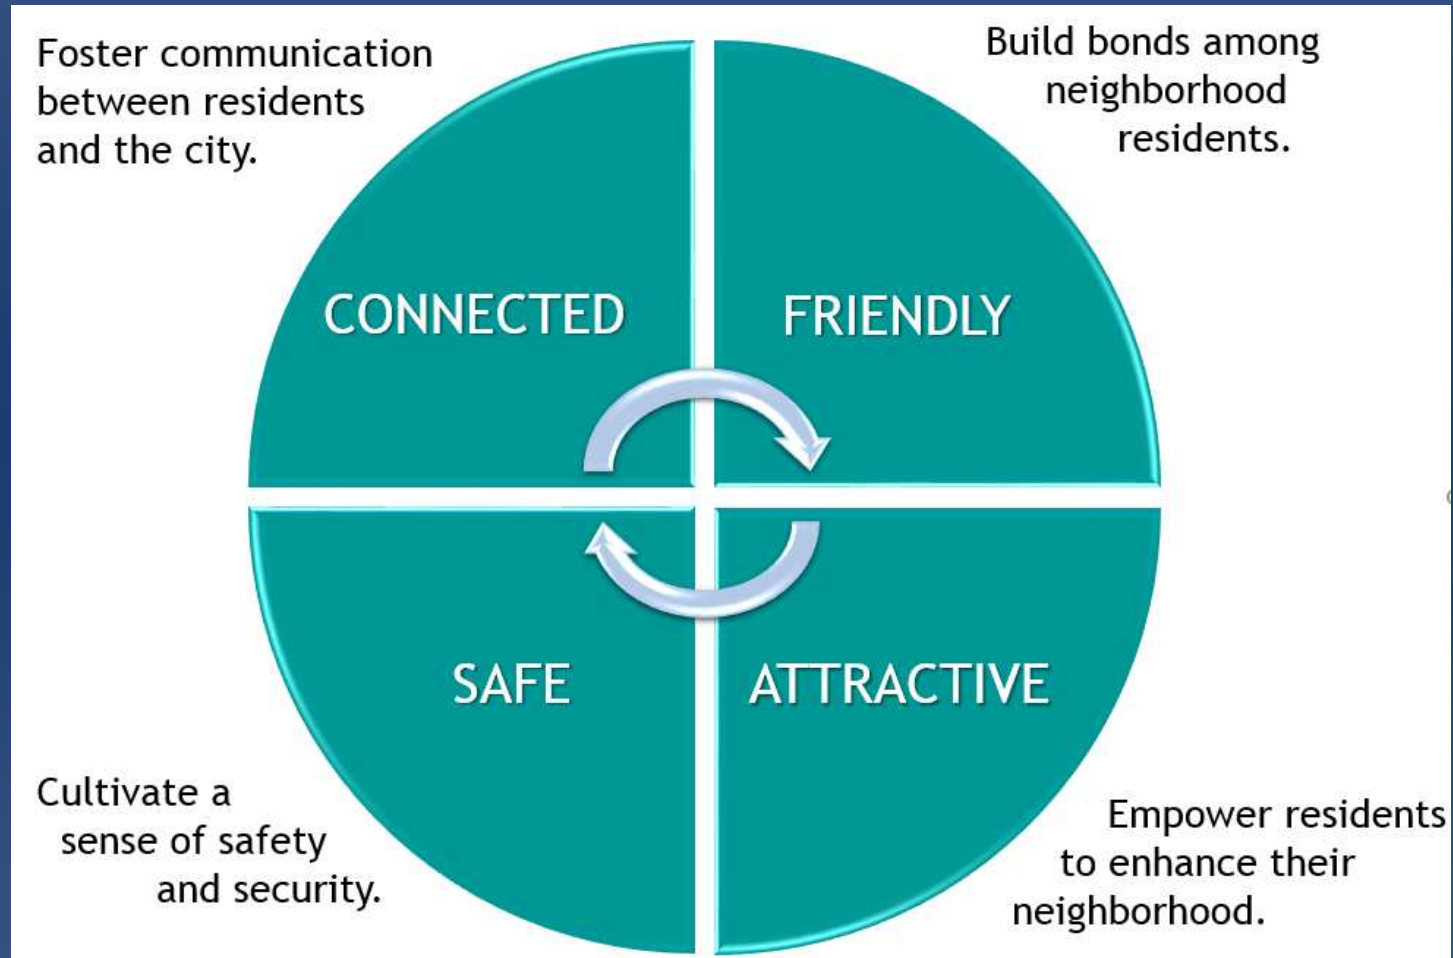 Foster communication
between residents
and the city.
Build bonds among
neighborhood
residents.
CONNECTED
FRIENDLY
SAFE
ATTRACTIVE
Cultivate a
sense of safety
and security.
Empower residents
to enhance their
neighborhood.